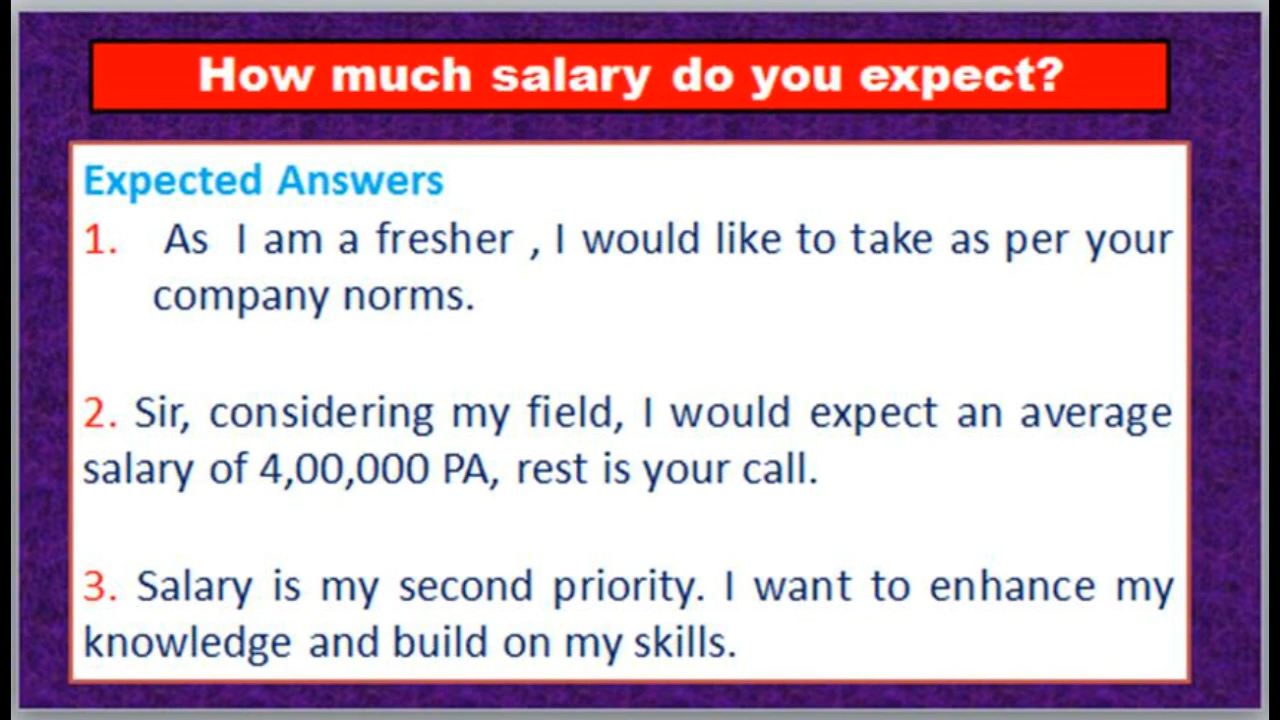 How much salary do you expect?
Expected Answers
1. As I am a fresher , I would like to take as per your
company norms.
2. Sir, considering my field, I would expect an average
salary of 4,00,000 PA, rest is your call.
3. Salary is my second priority. I want to enhance my
knowledge and build on my skills.